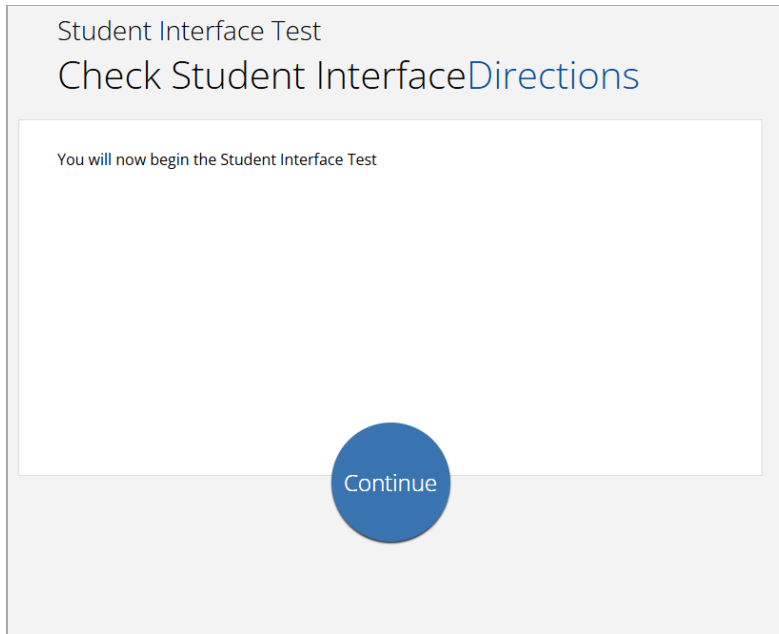 Student Interface Test
Check Student InterfaceDirections
You will now begin the Student Interface Test
Continue